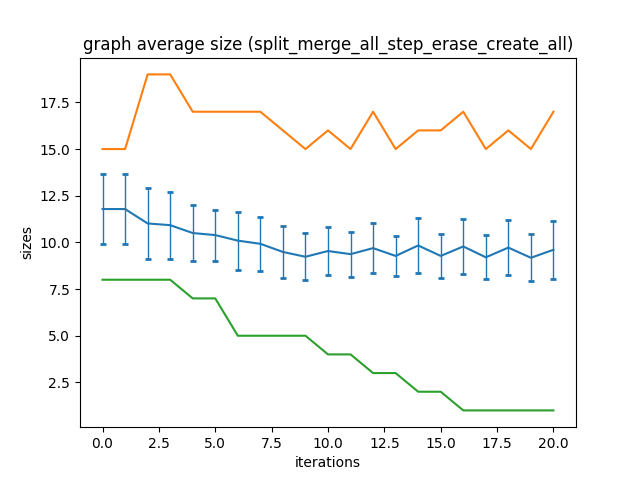 graph average size (split_merge_all_step_erase_create_all)
17.5
15.0
12.5
10.0
7.5
5.0
2.5
sizes
0.0 2.5 5.0 7.5 10.0 12.5 15.0 17.5 20.0
iterations